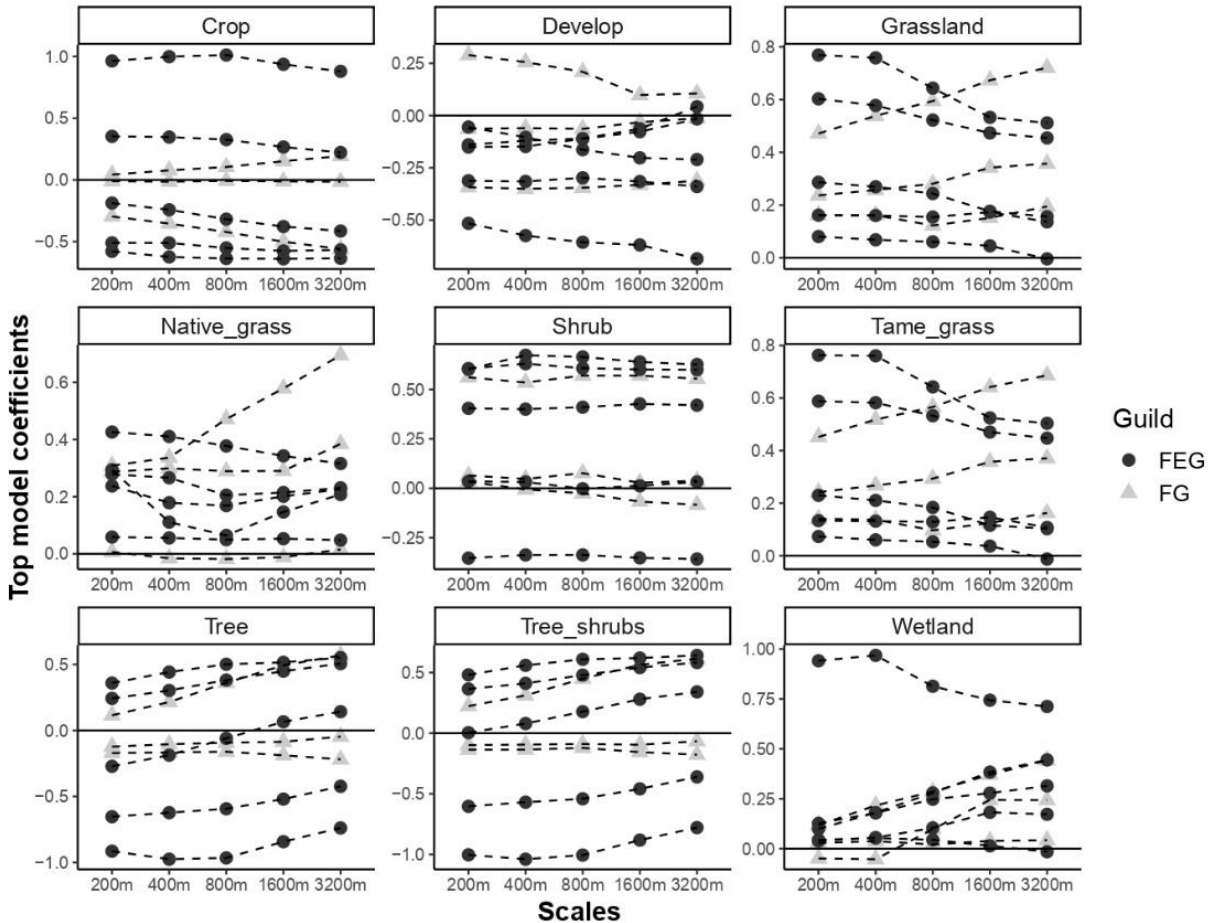 Crop
Develop
Grassland
1.0
0.5
0.0
−0.5
0.25
0.00
−0.25
−0.50
0.8
0.6
0.4
0.2
0.0
200m 400m 800m 1600m 3200m
200m 400m 800m 1600m 3200m
200m 400m 800m 1600m 3200m
Native_grass
Shrub
Tame_grass
0.6
0.4
0.2
0.0
0.50
0.25
0.00
−0.25
0.8
0.6
0.4
0.2
0.0
200m 400m 800m 1600m 3200m
200m 400m 800m 1600m 3200m
200m 400m 800m 1600m 3200m
Tree
Tree_shrubs
Wetland
0.5
0.0
−0.5
−1.0
0.5
0.0
−0.5
−1.0
1.00
0.75
0.50
0.25
0.00
200m 400m 800m 1600m 3200m
200m 400m 800m 1600m 3200m
200m 400m 800m 1600m 3200m
Top model coefficients
Scales
Guild
FEG
FG